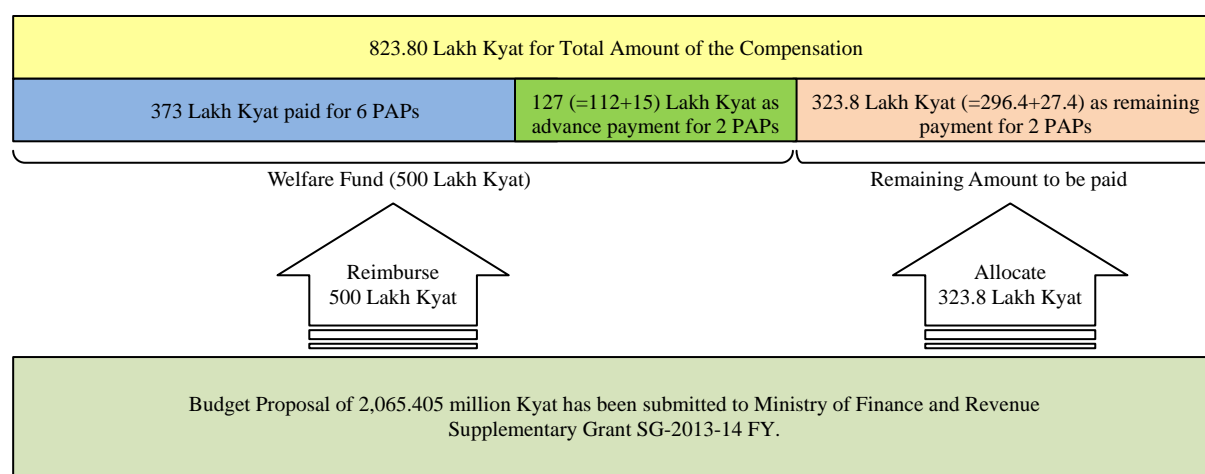 823.80 Lakh Kyat for Total Amount of the Compensation
373 Lakh Kyat paid for 6 PAPs
127 (=112+15) Lakh Kyat as
advance payment for 2 PAPs
323.8 Lakh Kyat (=296.4+27.4) as remaining
payment for 2 PAPs
Welfare Fund (500 Lakh Kyat)
Remaining Amount to be paid
Reimburse
500 Lakh Kyat
Allocate
323.8 Lakh Kyat
Budget Proposal of 2,065.405 million Kyat has been submitted to Ministry of Finance and Revenue
Supplementary Grant SG-2013-14 FY.